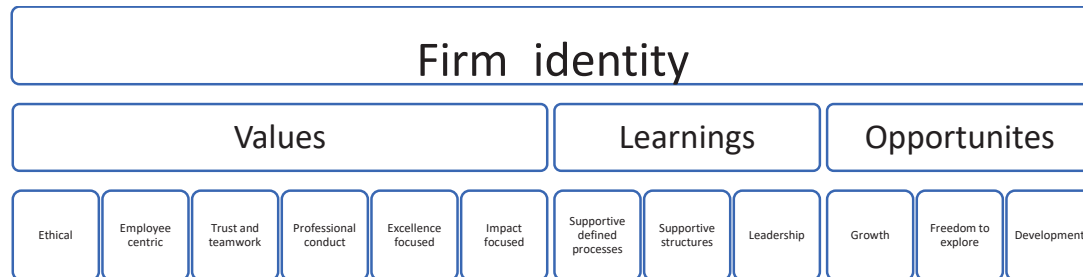 Firm identity
Values
Learnings
Opportunites
Ethical
Employee
centric
Trust and
teamwork
Professional
conduct
Excellence
focused
Impact
focused
Supportive
defined
processes
Supportive
structures
Leadership
Growth
Freedom to
explore
Development